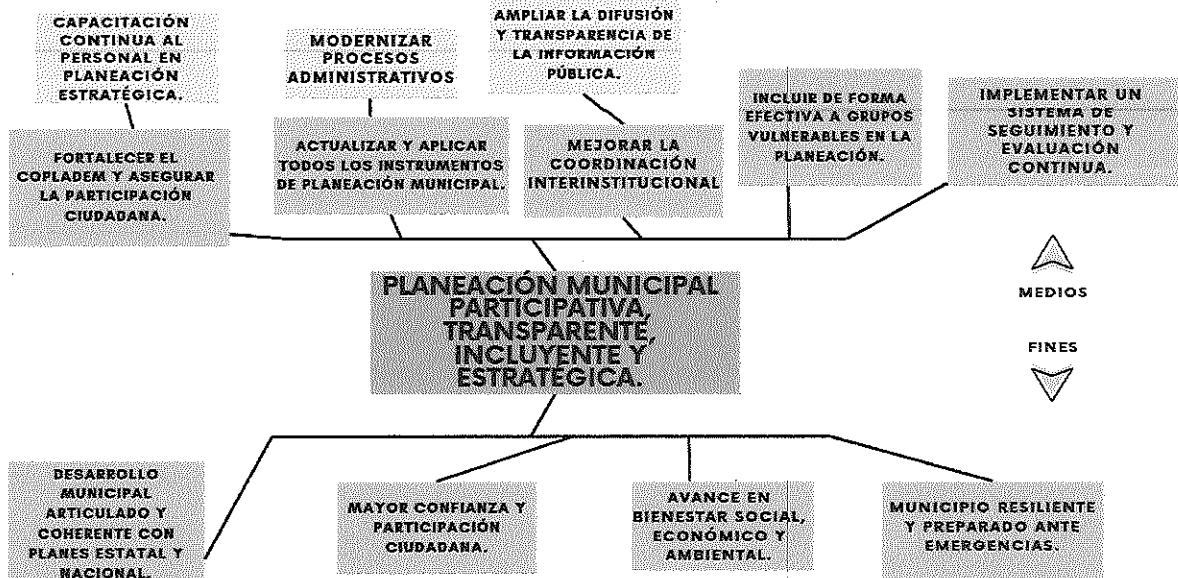 CAPACITACIÓN
CONTINUA AL
PERSONAL EN
PLANEACIÓN
ESTRATÉGICA.
MODERNIZAR
PROCESOS
ADMINISTRATIVOS
AMPLIAR LA DIFUSIÓN
Y TRANSPARENCIA DE
LA INFORMACIÓN
PÚBLICA.
FORTALECER EL
COPLADEM Y ASEGURAR
LA PARTICIPACIÓN
CIUDADANA.
ACTUALIZAR Y APLICAR
TODOS LOS INSTRUMENTOS
DE PLANEACIÓN MUNICIPAL.
MEJORAR LA
COORDINACIÓN
INTERINSTITUCIONAL
INCLUIR DE FORMA
EFECTIVA A GRUPOS
VULNERABLES EN LA
PLANEACIÓN.
IMPLEMENTAR UN
SISTEMA DE
SEGUIMIENTO Y
EVALUACIÓN
CONTINUA.
PLANEACIÓN MUNICIPAL
PARTICIPATIVA,
TRANSPARENTE,
INCLUYENTE Y
ESTRATÉGICA.
MEDIOS
FINES
DESARROLLO
MUNICIPAL
ARTICULADO Y
COHERENTE CON
PLANES ESTATAL Y
NACIONAL.
MAYOR CONFIANZA Y
PARTICIPACIÓN
CIUDADANA.
AVANCE EN
BIENESTAR SOCIAL,
ECONÓMICO Y
AMBIENTAL.
MUNICIPIO RESILIENTE
Y PREPARADO ANTE
EMERGENCIAS.